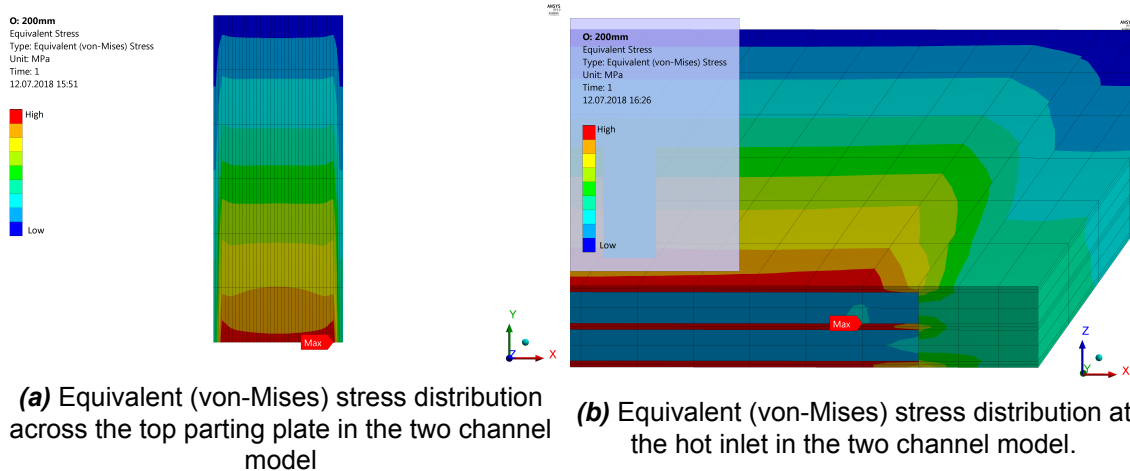 ANSYS
O: 200mm
Equivalent Stress
Type: Equivalent (von-Mises) Stress
Unit: MPa
Time: 1
12.07.2018 15:51
High
Low
Max
Y
Z
X
ANSYS
O: 200mm
Equivalent Stress
Type: Equivalent (von-Mises) Stress
Unit: MPa
Time: 1
12.07.2018 16:26
High
Low
Max
Z
Y
X
(a) Equivalent (von-Mises) stress distribution
across the top parting plate in the two channel
model
(b) Equivalent (von-Mises) stress distribution at
the hot inlet in the two channel model.